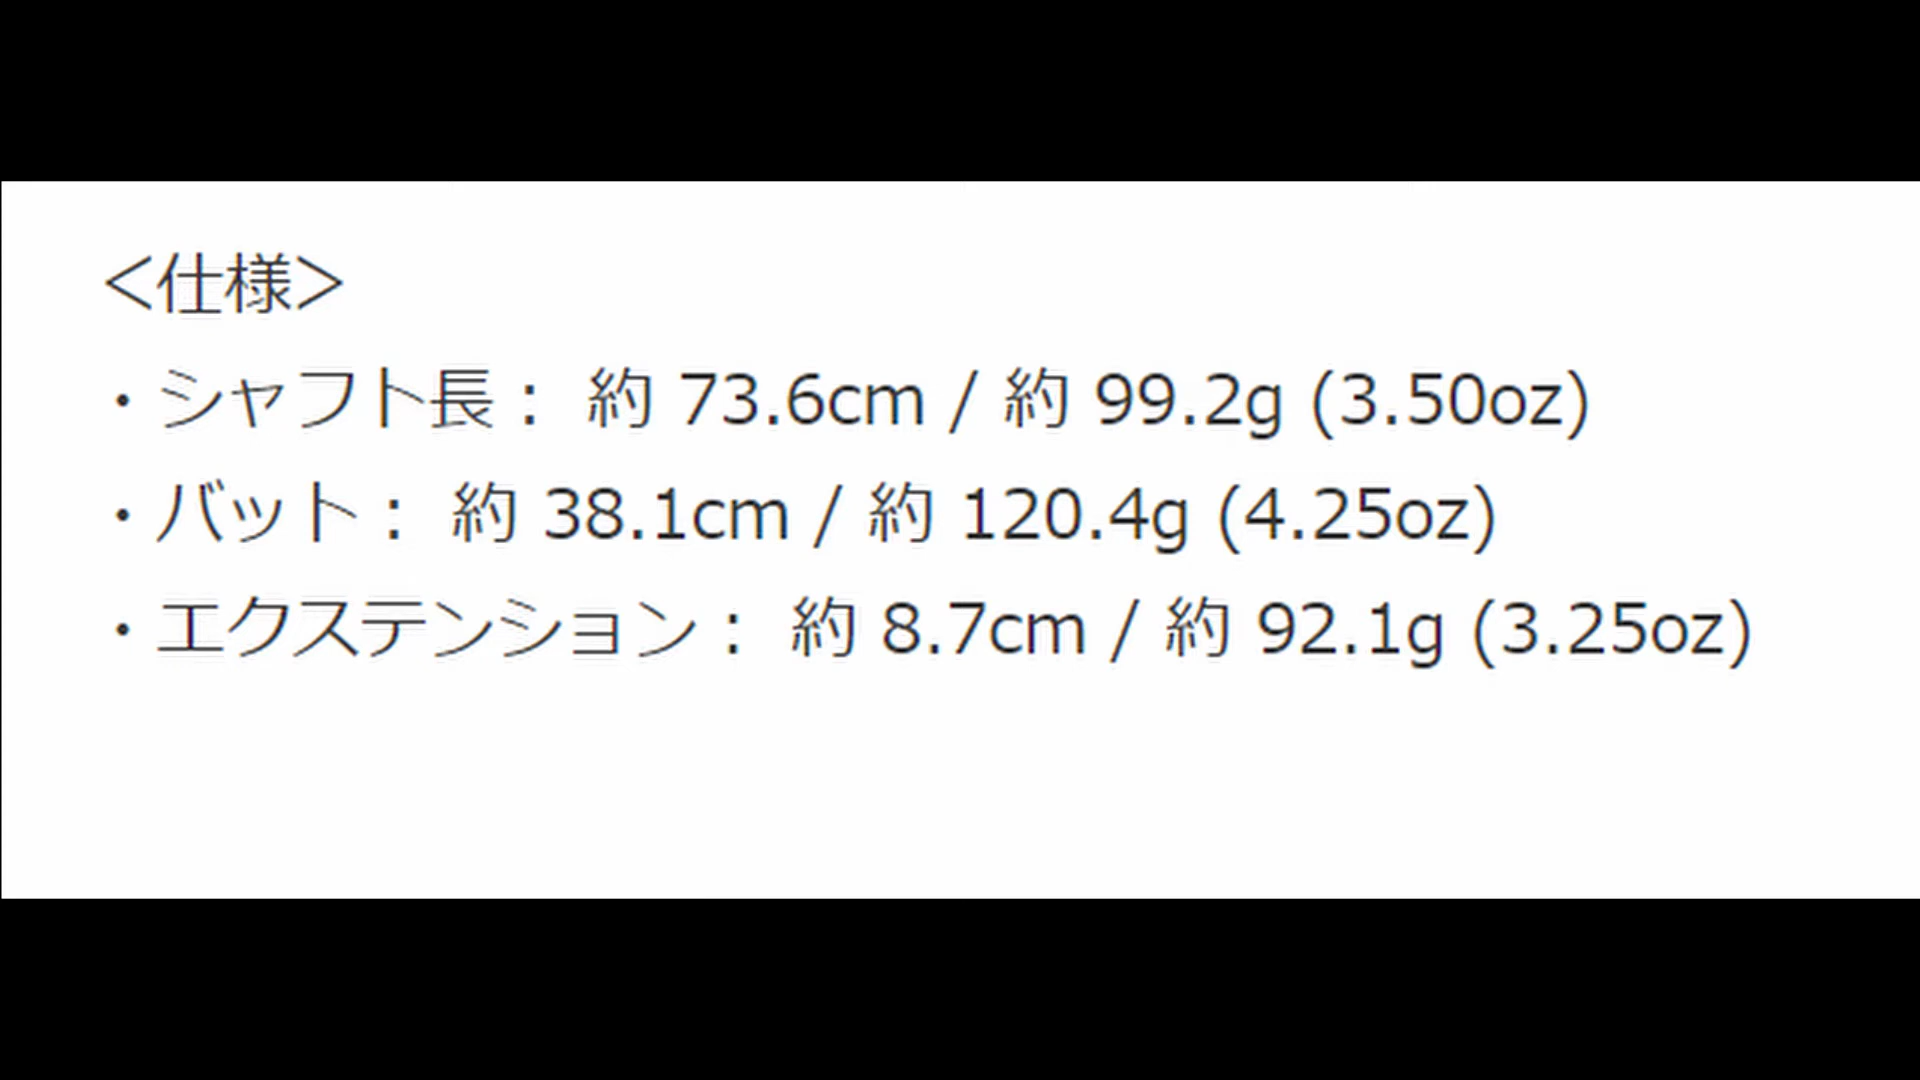 ＜仕様＞
・シャフト長： 約 73.6cm / 約 99.2g (3.50oz)
・バット： 約 38.1cm / 約 120.4g (4.25oz)
・エクステンション： 約 8.7cm / 約 92.1g (3.25oz)